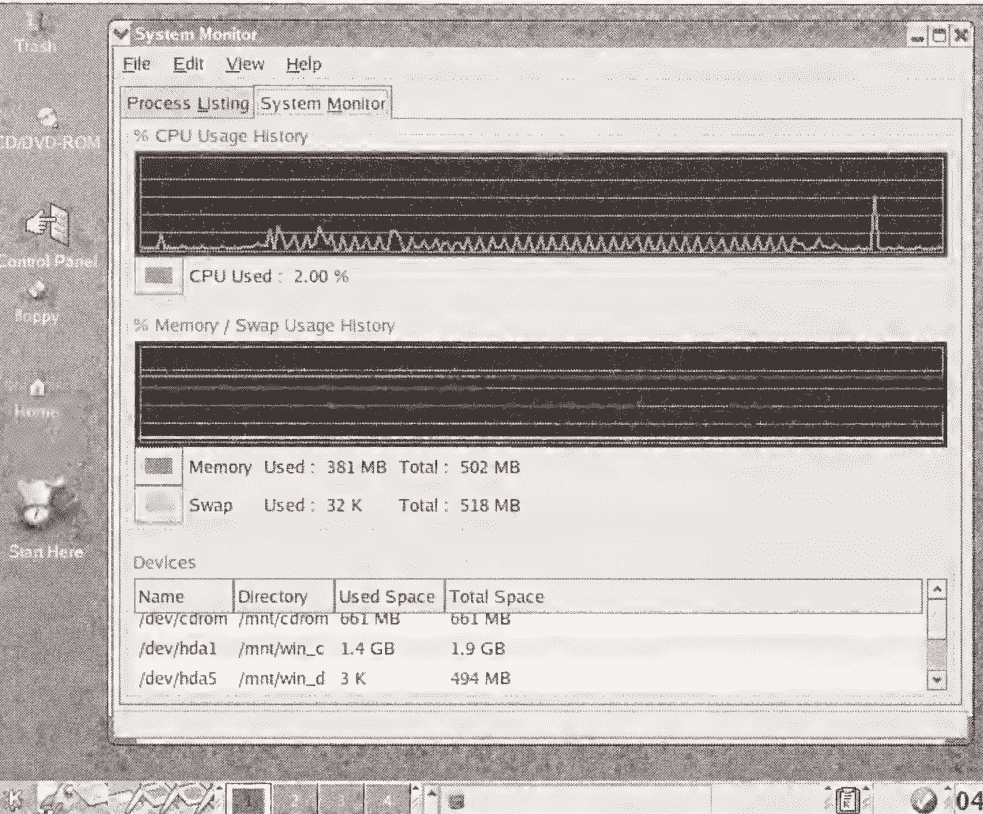 Trash
System Monitor
File Edit View Help
Process Listing System Monitor
% CPU Usage History
CD/DVD-ROM
Control Panel
CPU Used : 2.00 %
floppy
% Memory / Swap Usage History
Home
Memory Used : 381 MB Total : 502 MB
Swap Used : 32 K Total : 518 MB
Start Here
Devices
Name Directory Used Space Total Space
/dev/cdrom /mnt/cdrom 661 MB 661 MB
/dev/hda1 /mnt/win_c 1.4 GB 1.9 GB
/dev/hda5 /mnt/win_d 3 K 494 MB
K 1 2 3 4 04